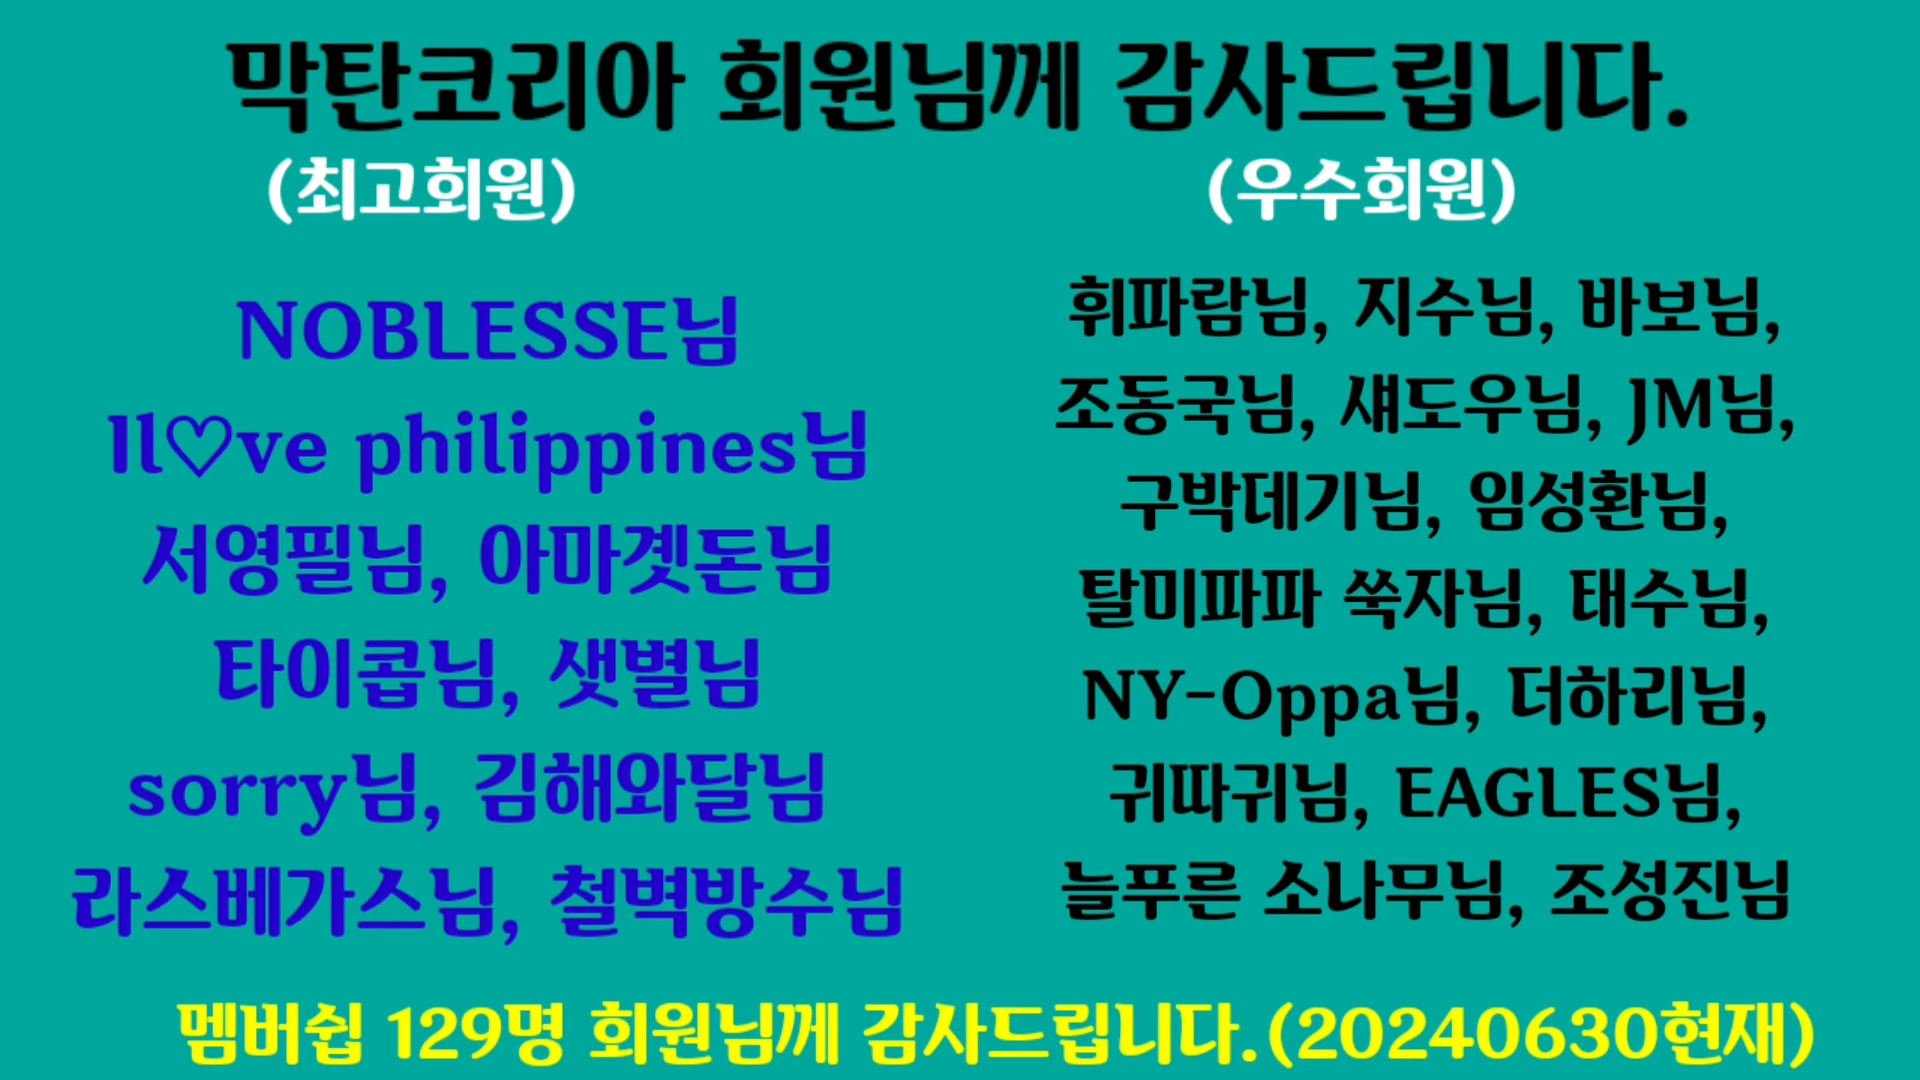 막탄코리아 회원님께 감사드립니다.
(최고회원)
NOBLESSE님
Il♡ve philippines님
서영필님, 아마곗돈님
타이콥님, 샛별님
sorry님, 김해와달님
라스베가스님, 철벽방수님
(우수회원)
휘파람님, 지수님, 바보님,
조동국님, 섀도우님, JM님,
구박데기님, 임성환님,
탈미파파 쑥자님, 태수님,
NY-Oppa님, 더하리님,
귀따귀님, EAGLES님,
늘푸른 소나무님, 조성진님
멤버쉽 129명 회원님께 감사드립니다.(20240630현재)